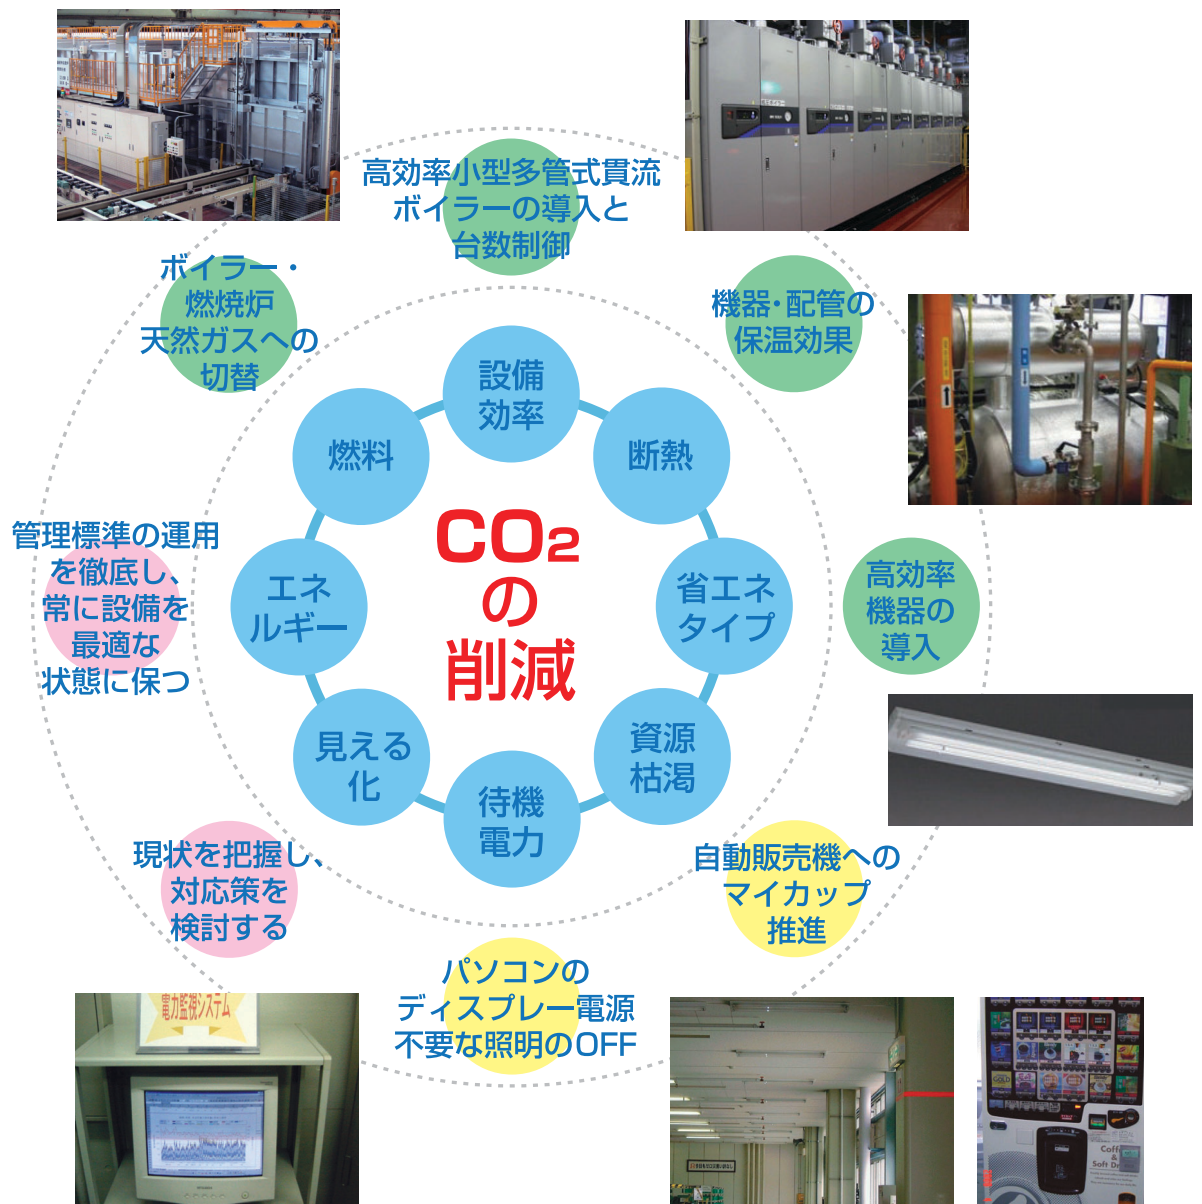 高効率小型多管式貫流
ボイラーの導入と
台数制御
ボイラー・
燃焼炉
天然ガスへの
切替
機器・配管の
保温効果
設備
効率
燃料
断熱
CO₂
の
削減
管理標準の運用
を徹底し、
常に設備を
最適な
状態に保つ
エネ
ルギー
省エネ
タイプ
高効率
機器の
導入
見える
化
資源
枯渇
待機
電力
現状を把握し、
対応策を
検討する
自動販売機への
マイカップ
推進
パソコンの
ディスプレー電源
不要な照明のOFF
電力監視システム